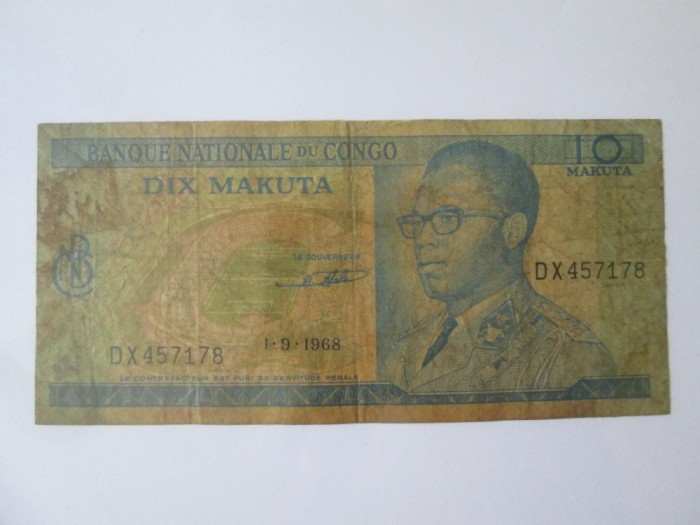 BANQUE NATIONALE DU CONGO
10
MAKUTA
DIX MAKUTA
LE GOUVERNEUR
DX457178
DX457178
1·9·1968
LE CONTREFACTEUR EST PUNI DE SERVITUDE PENALE